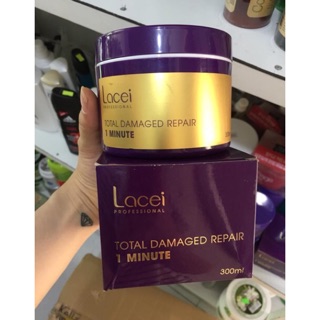 Lacei
PROFESSIONAL
TOTAL DAMAGED REPAIR
1 MINUTE
Lacei
PROFESSIONAL
TOTAL DAMAGED REPAIR
1 MINUTE
300ml